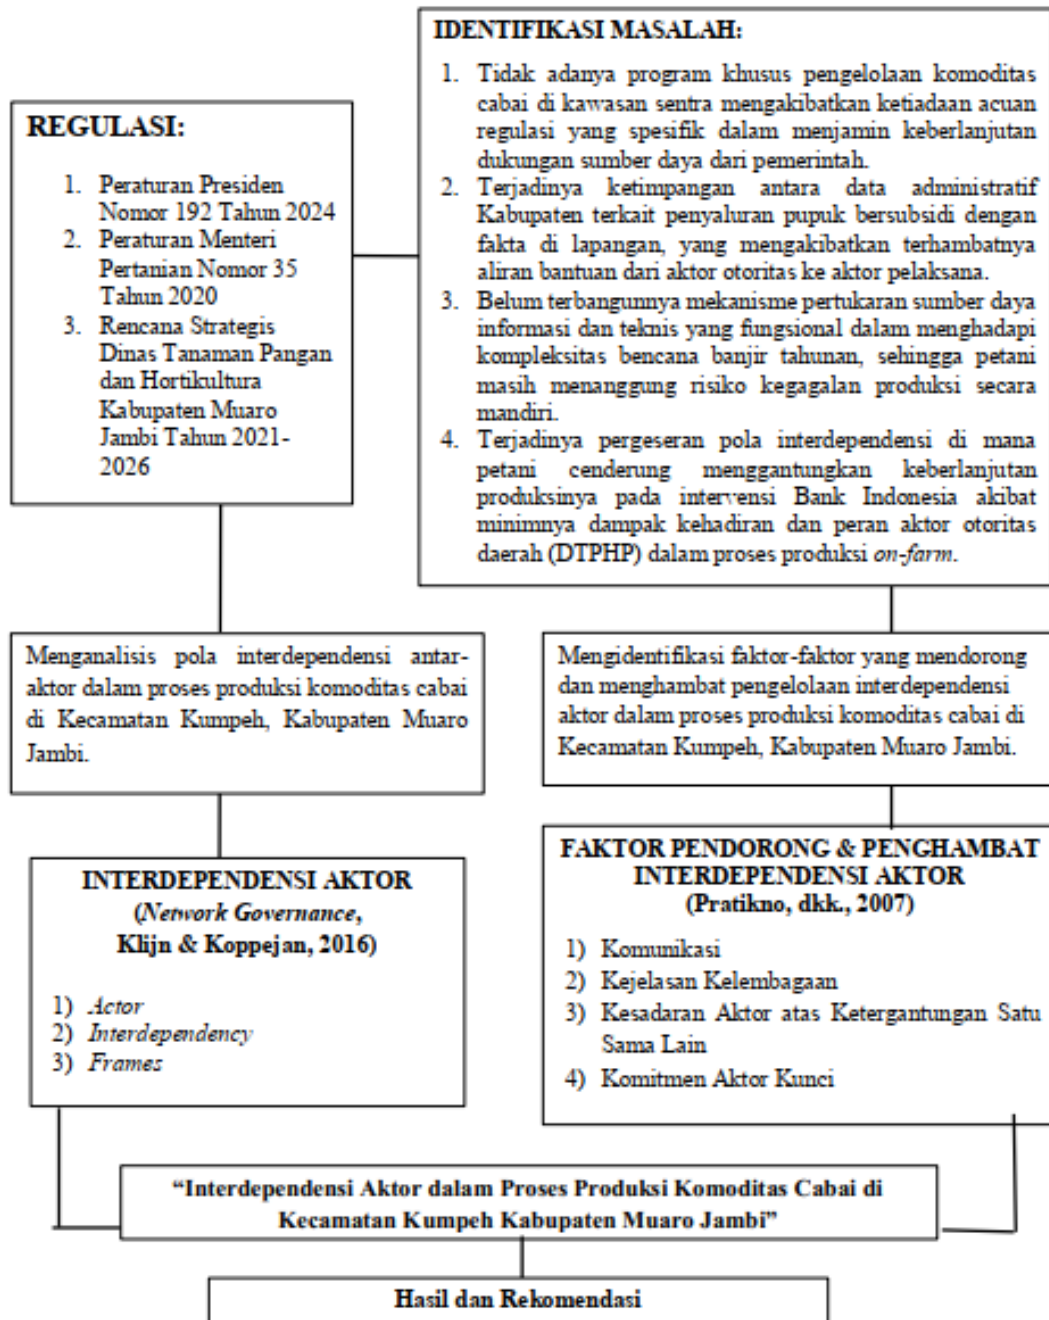 IDENTIFIKASI MASALAH:
1. Tidak adanya program khusus pengelolaan komoditas
cabai di kawasan sentra mengakibatkan ketiadaan acuan
regulasi yang spesifik dalam menjamin keberlanjutan
dukungan sumber daya dari pemerintah.
2. Terjadinya ketimpangan antara data administratif
Kabupaten terkait penyaluran pupuk bersubsidi dengan
fakta di lapangan, yang mengakibatkan terhambatnya
aliran bantuan dari aktor otoritas ke aktor pelaksana.
3. Belum terbangunnya mekanisme pertukaran sumber daya
informasi dan teknis yang fungsional dalam menghadapi
kompleksitas bencana banjir tahunan, sehingga petani
masih menanggung risiko kegagalan produksi secara
mandiri.
4. Terjadinya pergeseran pola interdependensi di mana
petani cenderung menggantungkan keberlanjutan
produksinya pada intervensi Bank Indonesia akibat
minimnya dampak kehadiran dan peran aktor otoritas
daerah (DTPHP) dalam proses produksi on-farm.
REGULASI:
1. Peraturan Presiden
Nomor 192 Tahun 2024
2. Peraturan Menteri
Pertanian Nomor 35
Tahun 2020
3. Rencana Strategis
Dinas Tanaman Pangan
dan Hortikultura
Kabupaten Muaro
Jambi Tahun 2021-
2026
Menganalisis pola interdependensi antar-
aktor dalam proses produksi komoditas cabai
di Kecamatan Kumpeh, Kabupaten Muaro
Jambi.
Mengidentifikasi faktor-faktor yang mendorong
dan menghambat pengelolaan interdependensi
aktor dalam proses produksi komoditas cabai di
Kecamatan Kumpeh, Kabupaten Muaro Jambi.
INTERDEPENDENSI AKTOR
(Network Governance,
Klijn & Koppejan, 2016)
1) Actor
2) Interdependency
3) Frames
FAKTOR PENDORONG & PENGHAMBAT
INTERDEPENDENSI AKTOR
(Pratikno, dkk., 2007)
1) Komunikasi
2) Kejelasan Kelembagaan
3) Kesadaran Aktor atas Ketergantungan Satu
Sama Lain
4) Komitmen Aktor Kunci
“Interdependensi Aktor dalam Proses Produksi Komoditas Cabai di
Kecamatan Kumpeh Kabupaten Muaro Jambi”
Hasil dan Rekomendasi